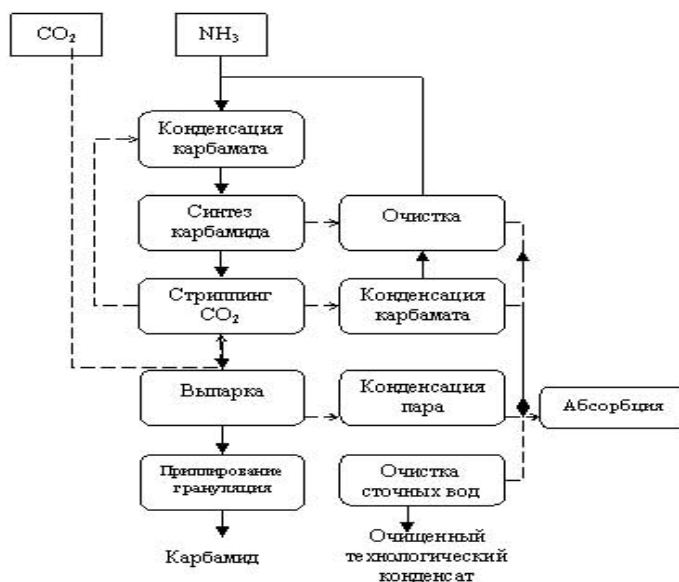 CO₂
NH₃
Конденсация
карбамата
Синтез
карбамида
Очистка
Стриппинг
CO₂
Конденсация
карбамата
Выпарка
Конденсация
пара
Абсорбция
Приллирование
грануляция
Очистка
сточных вод
Карбамид
Очищенный
технологический
конденсат